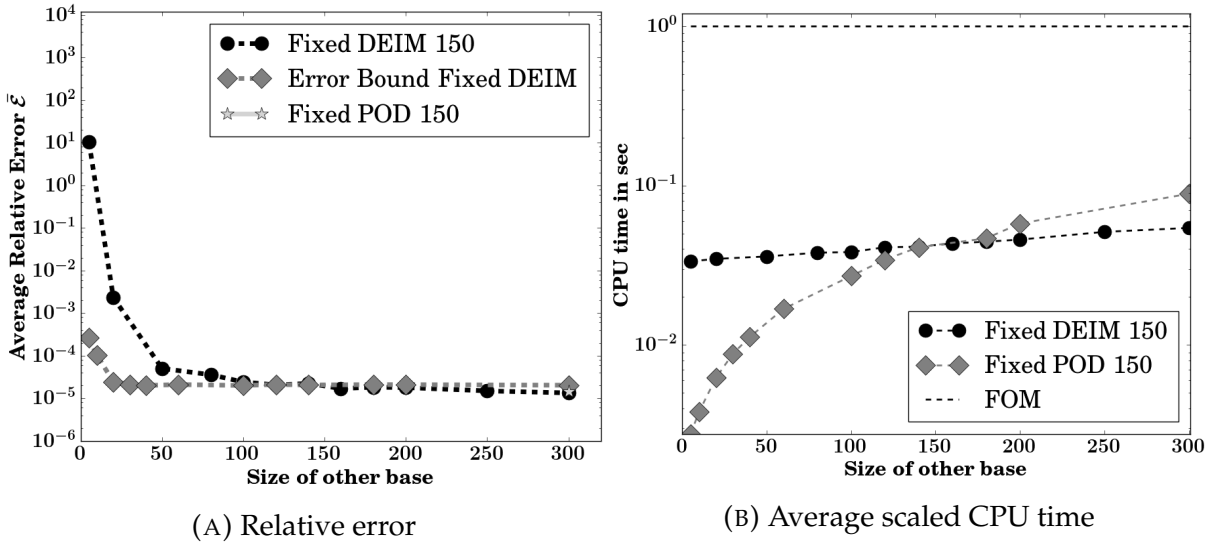 10^4
10^3
10^2
10^1
10^0
10^-1
10^-2
10^-3
10^-4
10^-5
10^-6
Average Relative Error ℰ̄
Fixed DEIM 150
Error Bound Fixed DEIM
Fixed POD 150
0 50 100 150 200 250 300
Size of other base
(A) Relative error
10^0
10^-1
10^-2
CPU time in sec
Fixed DEIM 150
Fixed POD 150
FOM
0 50 100 150 200 250 300
Size of other base
(B) Average scaled CPU time